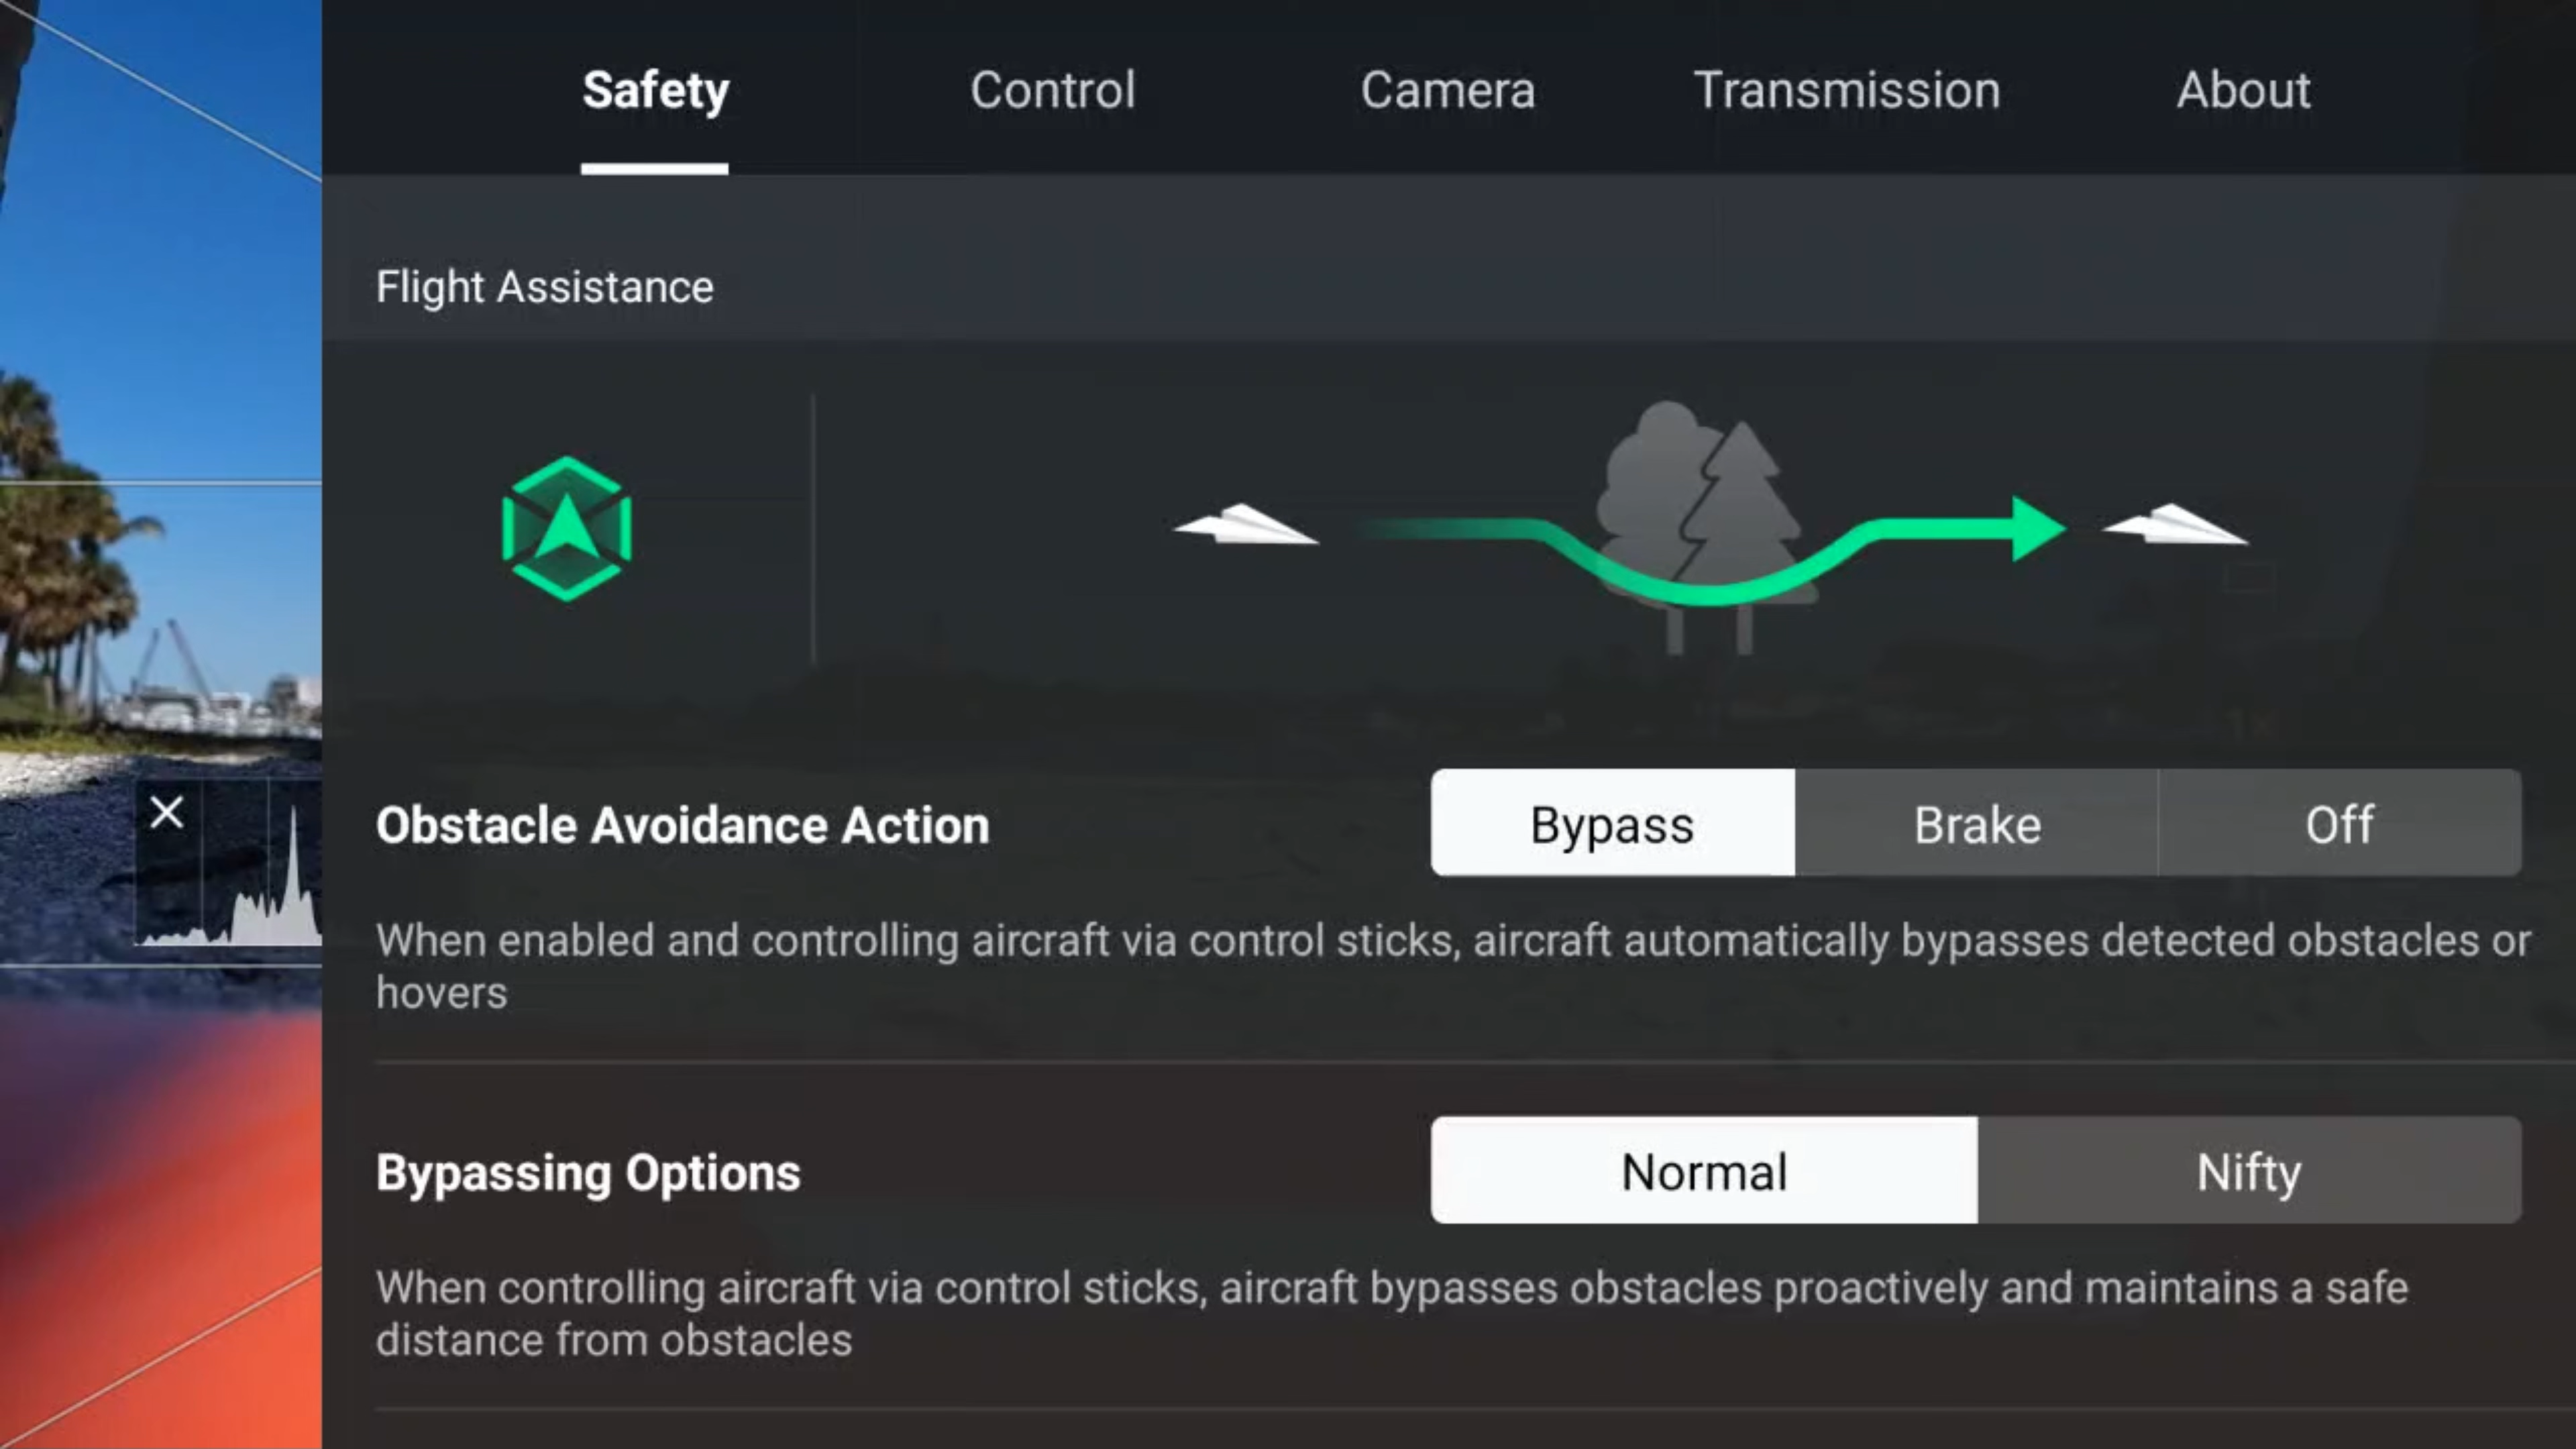 Safety Control Camera Transmission About
Flight Assistance
Obstacle Avoidance Action Bypass Brake Off
When enabled and controlling aircraft via control sticks, aircraft automatically bypasses detected obstacles or
hovers
Bypassing Options Normal Nifty
When controlling aircraft via control sticks, aircraft bypasses obstacles proactively and maintains a safe
distance from obstacles